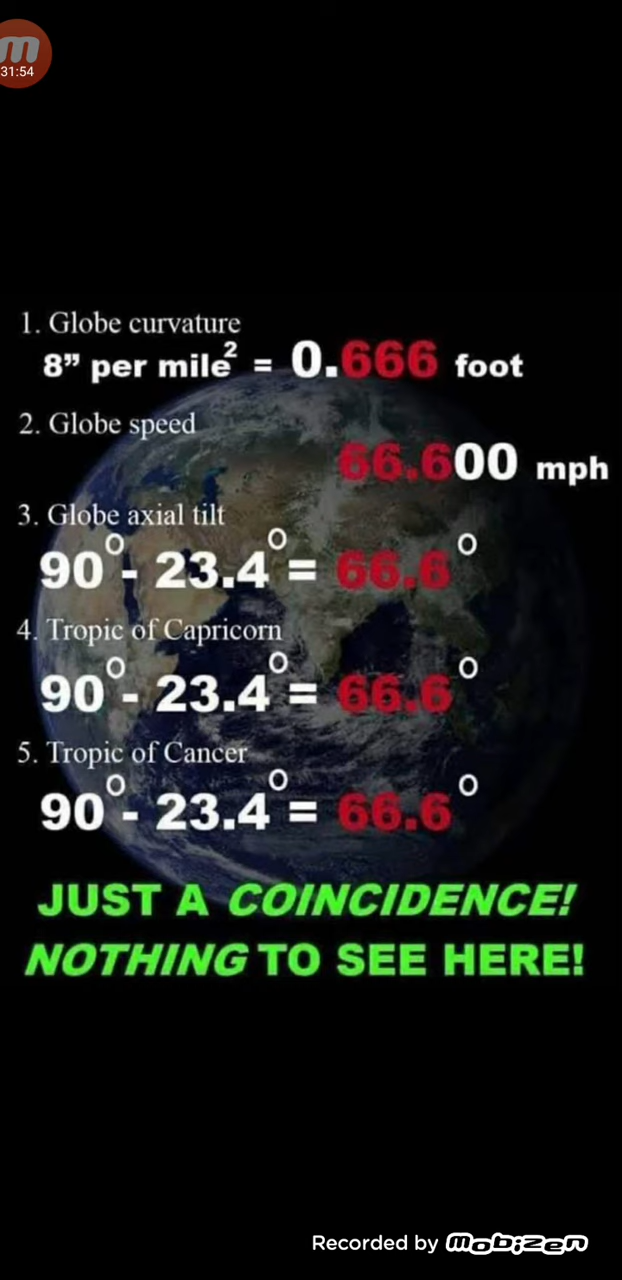 m
31:54
1. Globe curvature
8” per mile² = 0.666 foot
2. Globe speed
66.600 mph
3. Globe axial tilt
90° - 23.4° = 66.6°
4. Tropic of Capricorn
90° - 23.4° = 66.6°
5. Tropic of Cancer
90° - 23.4° = 66.6°
JUST A COINCIDENCE!
NOTHING TO SEE HERE!
Recorded by mobizen